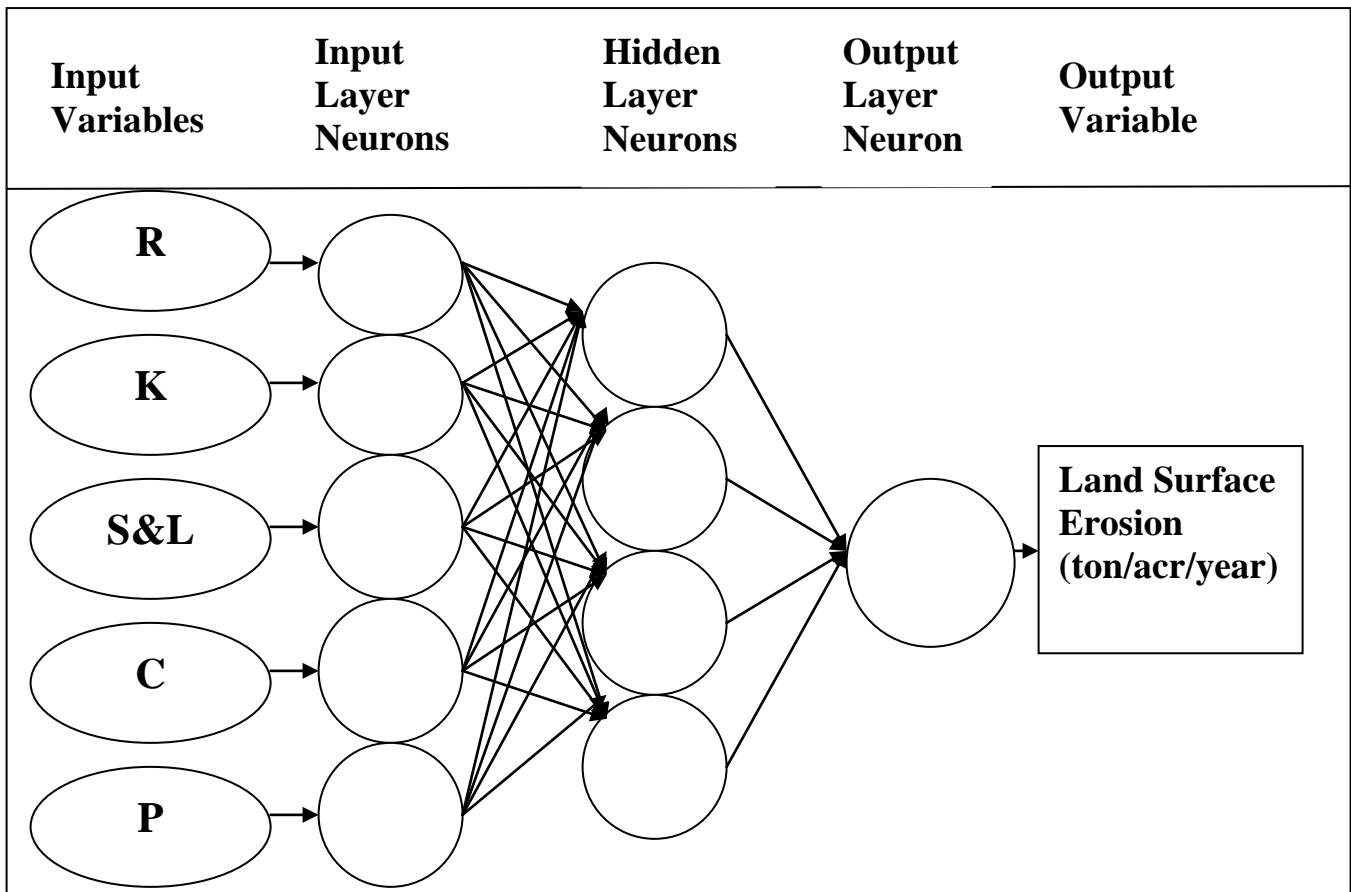 Input
Variables
Input
Layer
Neurons
Hidden
Layer
Neurons
Output
Layer
Neuron
Output
Variable
R
K
S&L
C
P
Land Surface
Erosion
(ton/acr/year)